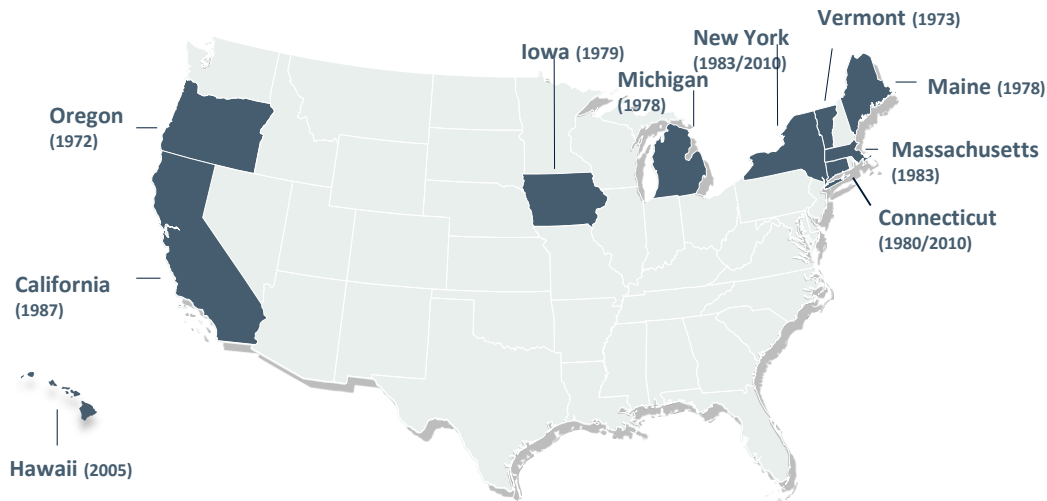 Vermont (1973)
New York
(1983/2010)
Iowa (1979)
Michigan
(1978)
Maine (1978)
Oregon
(1972)
Massachusetts
(1983)
Connecticut
(1980/2010)
California
(1987)
Hawaii (2005)